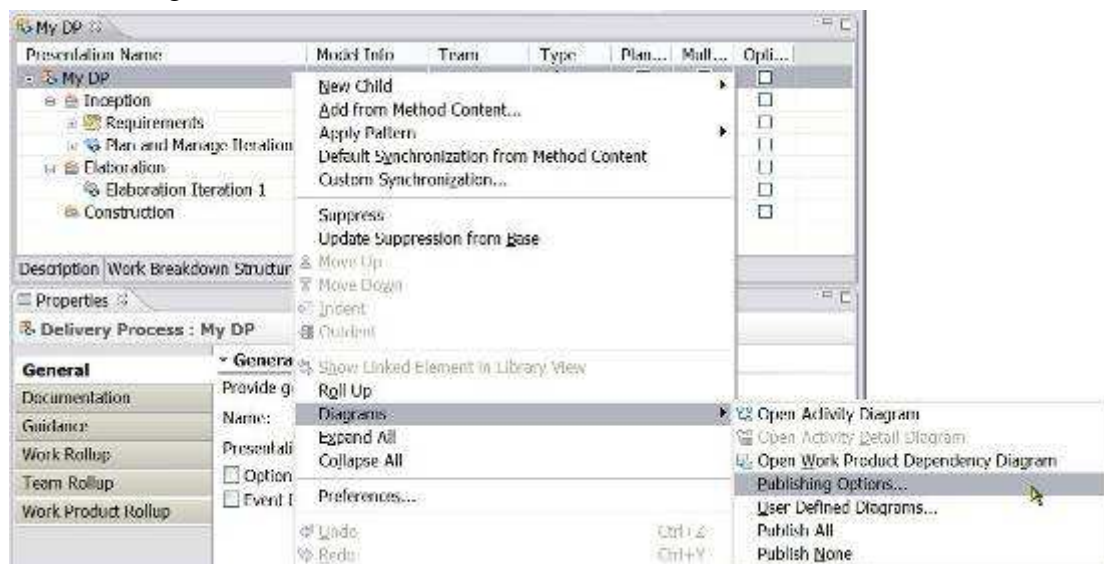 My DP
Presentation Name Model Info Team Type Plan... Mult... Opti...
My DP
Inception
Requirements
Plan and Manage Iteration
Elaboration
Elaboration Iteration 1
Construction
New Child
Add from Method Content...
Apply Pattern
Default Synchronization from Method Content
Custom Synchronization...
Suppress
Update Suppression from Base
Move Up
Move Down
Indent
Outdent
Show Linked Element in Library View
Roll Up
Diagrams
Expand All
Collapse All
Preferences...
Undo Ctrl+Z
Redo Ctrl+Y
Open Activity Diagram
Open Activity Detail Diagram
Open Work Product Dependency Diagram
Publishing Options...
User Defined Diagrams...
Publish All
Publish None
Description Work Breakdown Structur
Properties
Delivery Process : My DP
General
Documentation
Guidance
Work Rollup
Team Rollup
Work Product Rollup
Genera
Provide g
Name:
Presentati
Option
Event